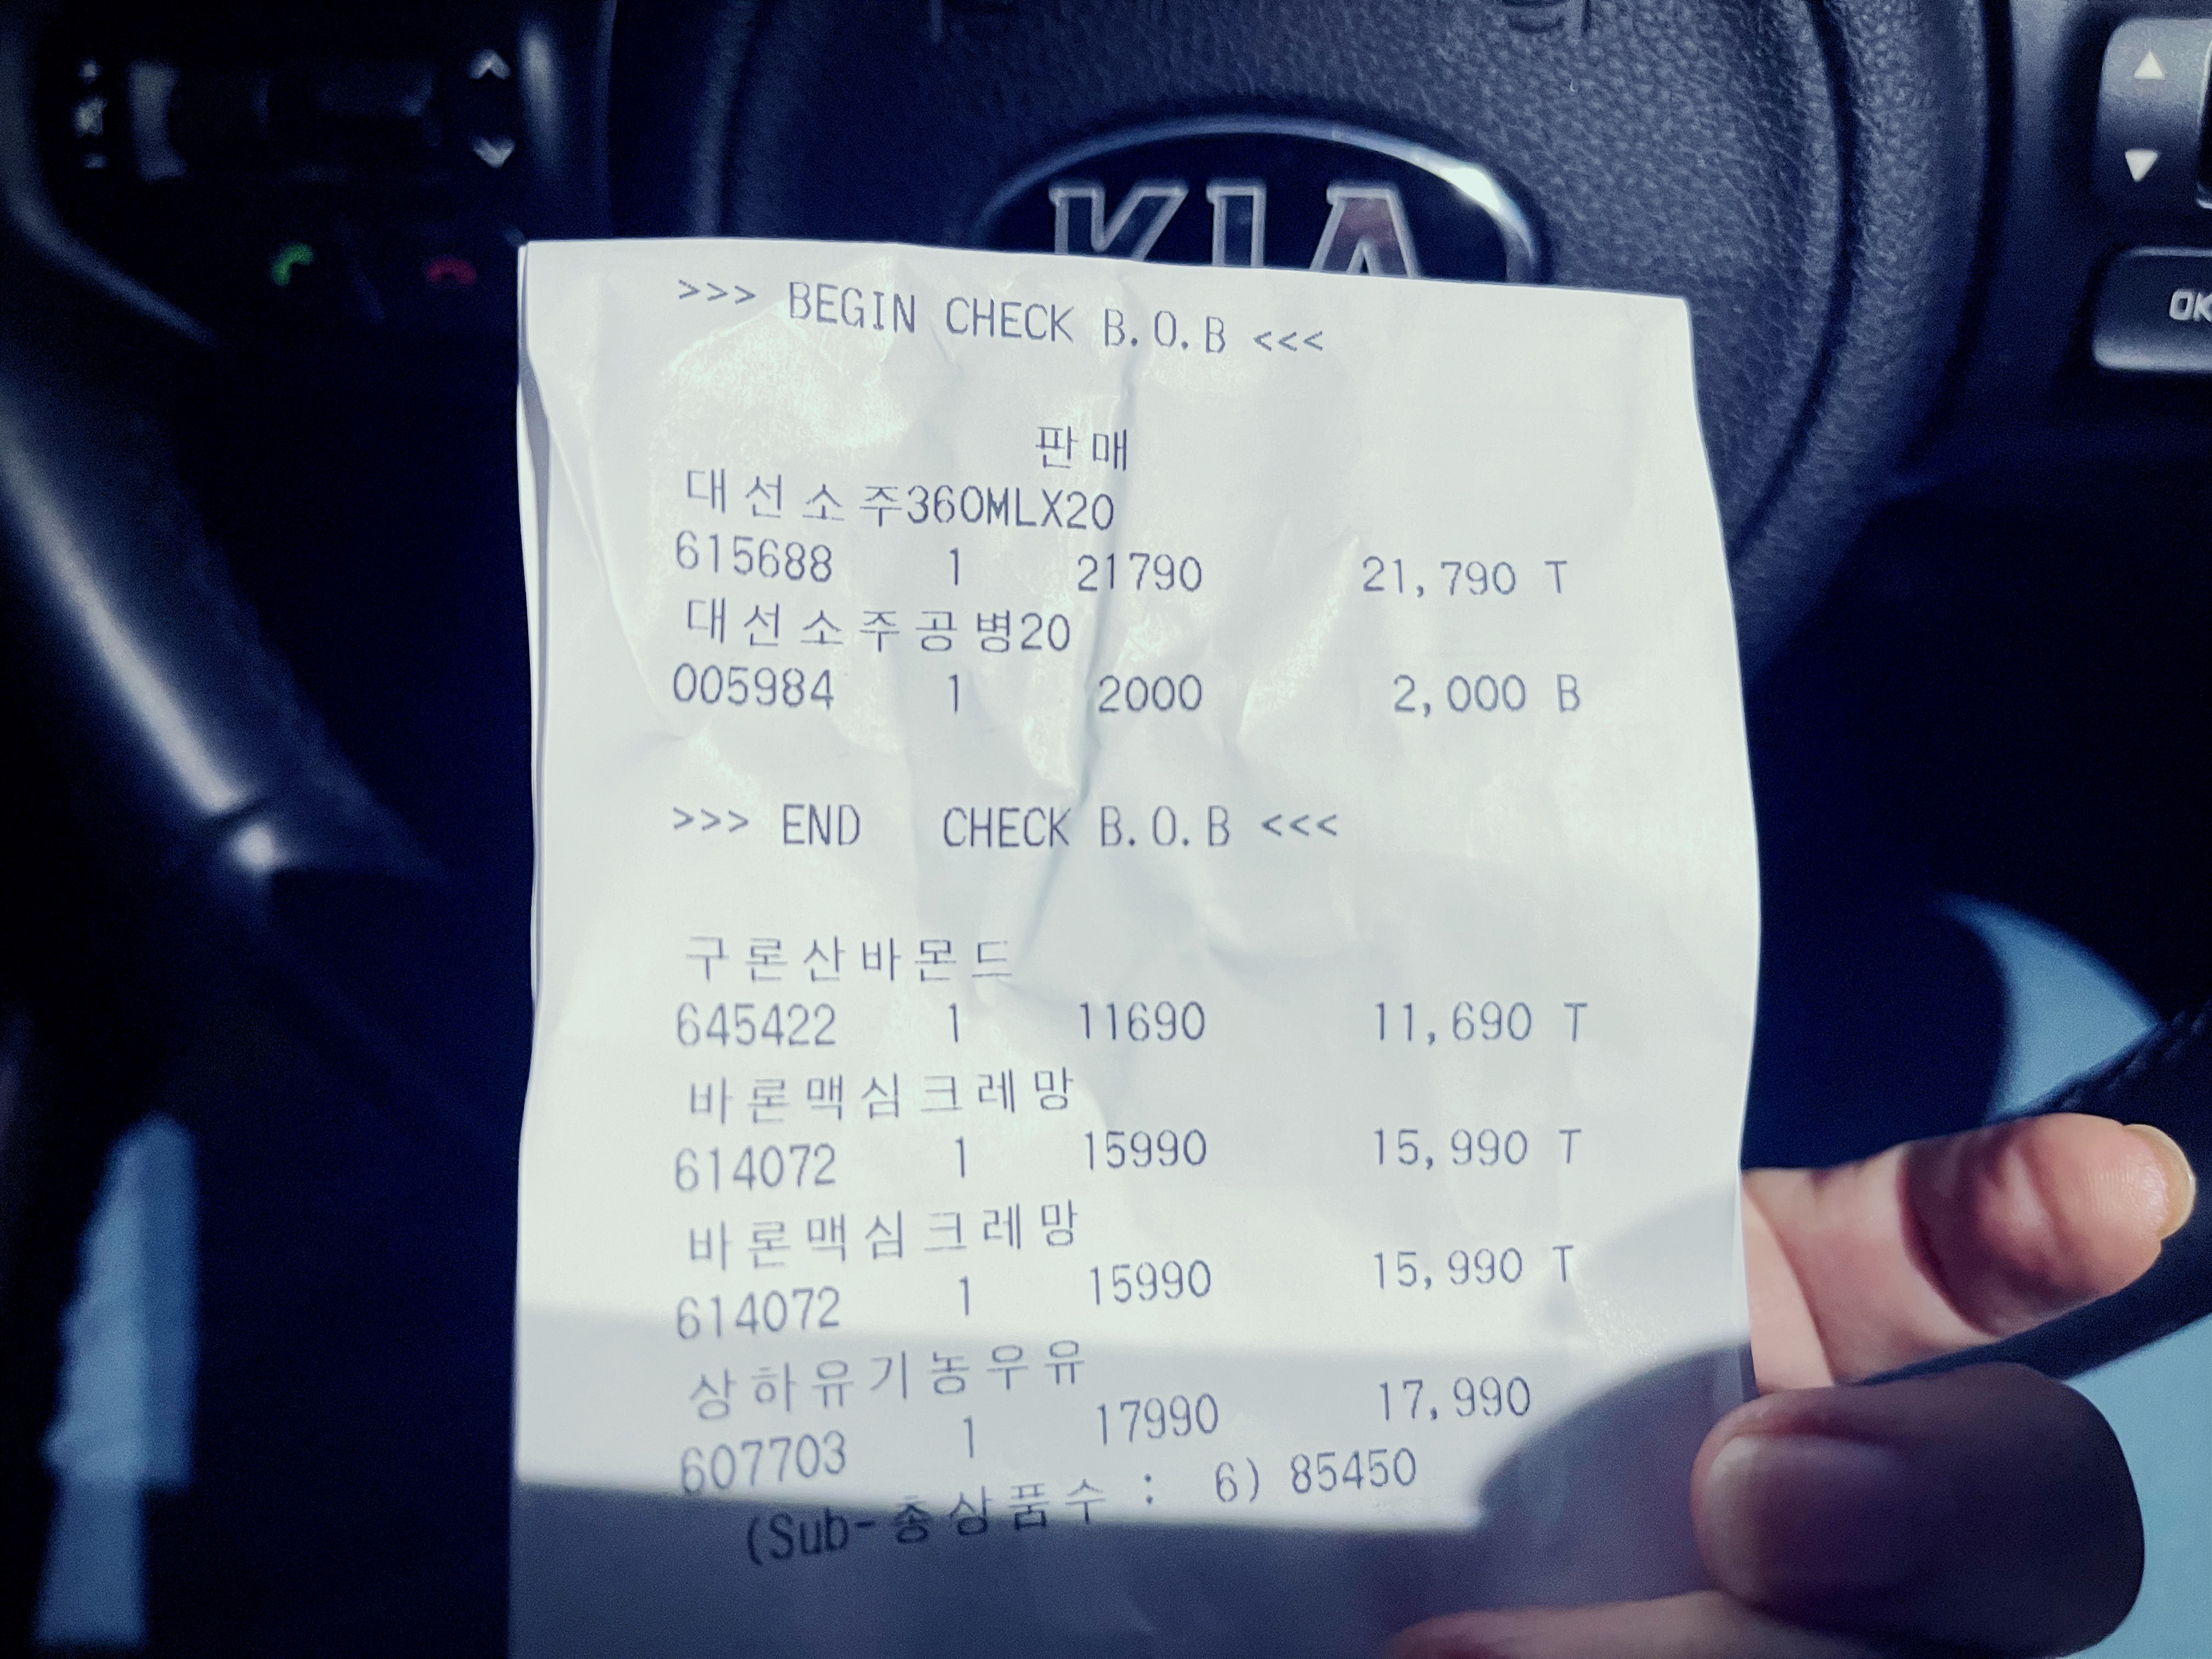 KIA
OK
>>> BEGIN CHECK B.O.B <<<
판매
대선소주360MLX20
615688 1 21790 21,790 T
대선소주공병20
005984 1 2000 2,000 B
>>> END CHECK B.O.B <<<
구론산바몬드
645422 1 11690 11,690 T
바론맥심크레망
614072 1 15990 15,990 T
바론맥심크레망
614072 1 15990 15,990 T
상하유기농우유
607703 1 17990 17,990
(Sub-총상품수 : 6) 85450